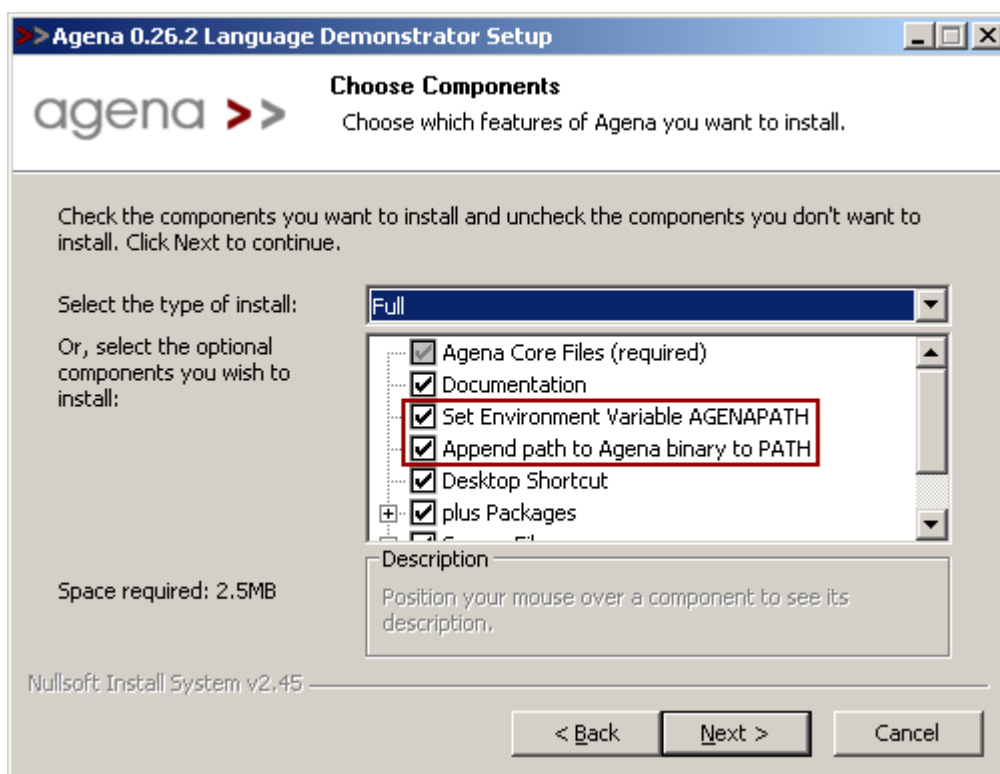 Agena 0.26.2 Language Demonstrator Setup
agena >>
Choose Components
Choose which features of Agena you want to install.
Check the components you want to install and uncheck the components you don't want to
install. Click Next to continue.
Select the type of install:
Full
Or, select the optional
components you wish to
install:
Agena Core Files (required)
Documentation
Set Environment Variable AGENAPATH
Append path to Agena binary to PATH
Desktop Shortcut
plus Packages
Space required: 2.5MB
Description
Position your mouse over a component to see its
description.
Nullsoft Install System v2.45
< Back
Next >
Cancel